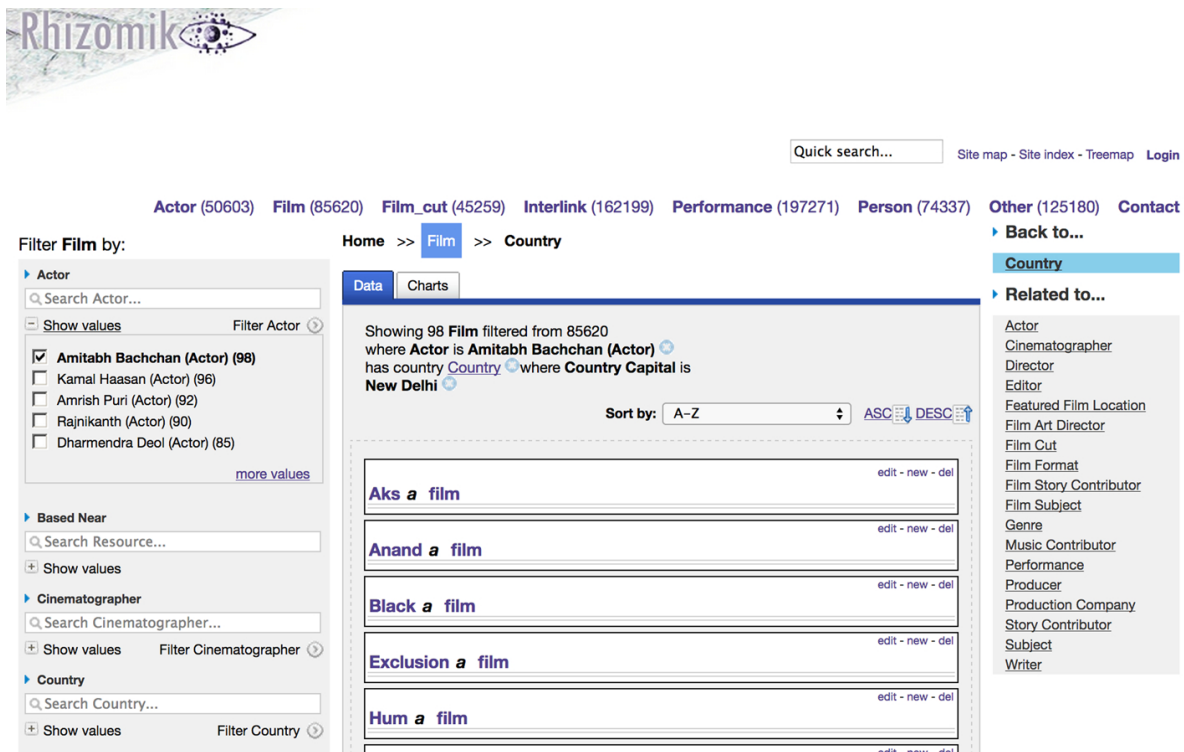 Rhizomik
Quick search...
Site map - Site index - Treemap Login
Actor (50603) Film (85620) Film_cut (45259) Interlink (162199) Performance (197271) Person (74337) Other (125180) Contact
Filter Film by:
Actor
Search Actor...
Show values Filter Actor
Amitabh Bachchan (Actor) (98)
Kamal Haasan (Actor) (96)
Amrish Puri (Actor) (92)
Rajnikanth (Actor) (90)
Dharmendra Deol (Actor) (85)
more values
Based Near
Search Resource...
Show values
Cinematographer
Search Cinematographer...
Show values Filter Cinematographer
Country
Search Country...
Show values Filter Country
Home >> Film >> Country
Data Charts
Showing 98 Film filtered from 85620
where Actor is Amitabh Bachchan (Actor)
has country Country where Country Capital is
New Delhi
Sort by: A-Z ASC DESC
edit - new - del
Aks a film
edit - new - del
Anand a film
edit - new - del
Black a film
edit - new - del
Exclusion a film
edit - new - del
Hum a film
edit - new - del
Back to...
Country
Related to...
Actor
Cinematographer
Director
Editor
Featured Film Location
Film Art Director
Film Cut
Film Format
Film Story Contributor
Film Subject
Genre
Music Contributor
Performance
Producer
Production Company
Story Contributor
Subject
Writer